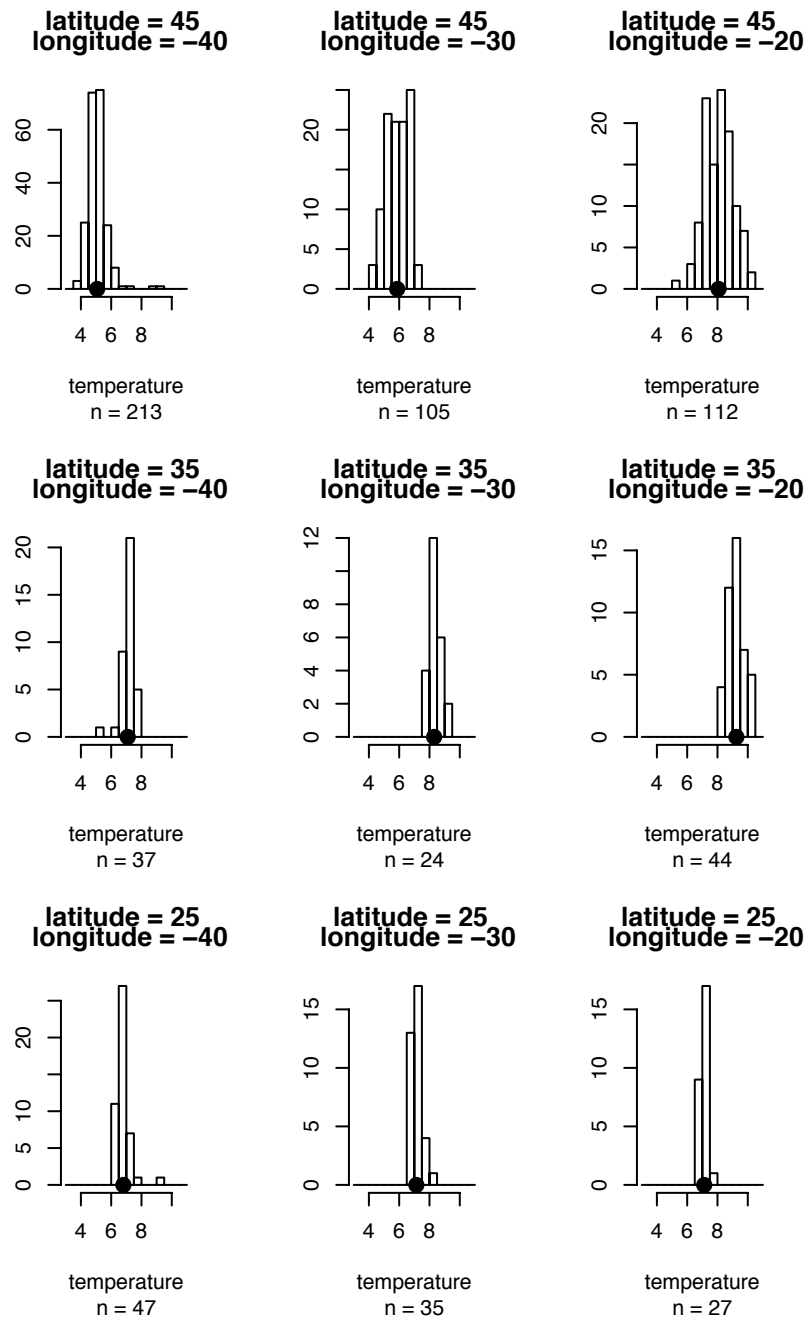 latitude = 45
longitude = −40
0 20 40 60
4 6 8
temperature
n = 213
latitude = 45
longitude = −30
0 5 10 20
4 6 8
temperature
n = 105
latitude = 45
longitude = −20
0 5 10 20
4 6 8
temperature
n = 112
latitude = 35
longitude = −40
0 5 10 15 20
4 6 8
temperature
n = 37
latitude = 35
longitude = −30
0 2 4 6 8 10 12
4 6 8
temperature
n = 24
latitude = 35
longitude = −20
0 5 10 15
4 6 8
temperature
n = 44
latitude = 25
longitude = −40
0 5 10 20
4 6 8
temperature
n = 47
latitude = 25
longitude = −30
0 5 10 15
4 6 8
temperature
n = 35
latitude = 25
longitude = −20
0 5 10 15
4 6 8
temperature
n = 27